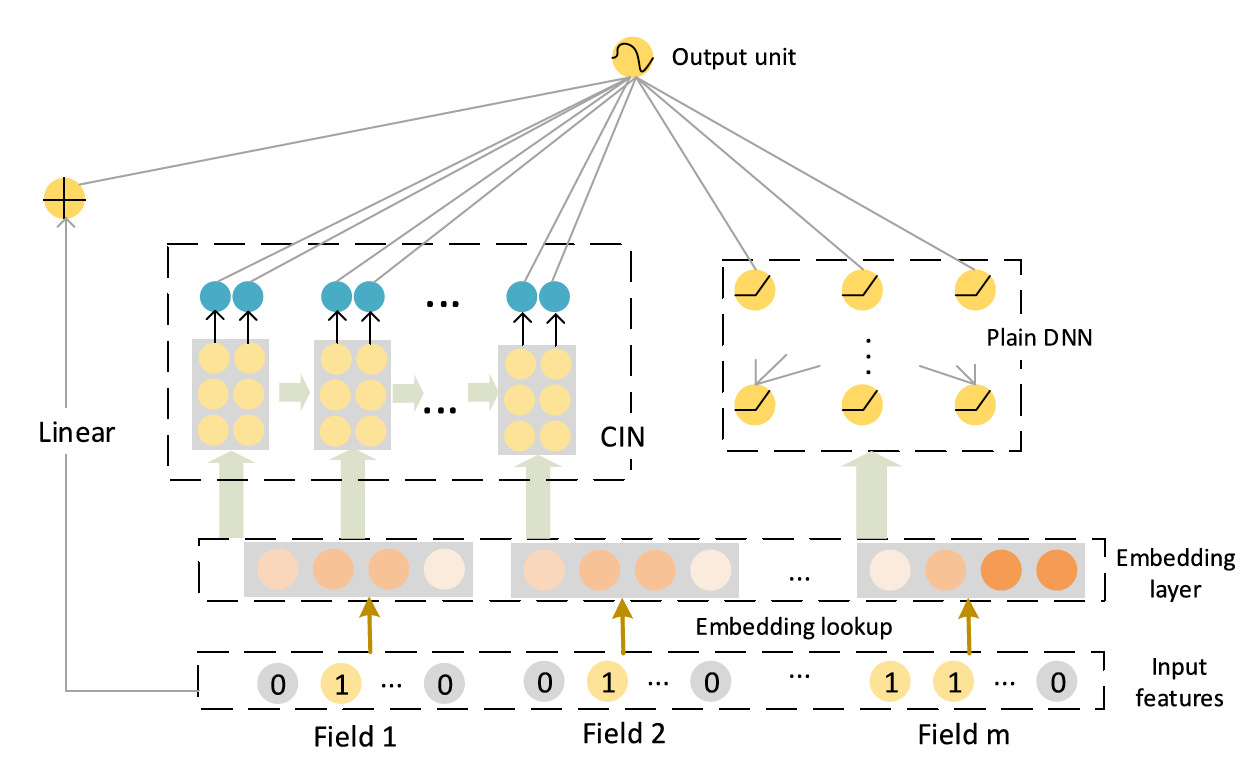 Output unit
...
Plain DNN
...
CIN
Linear
Embedding
layer
...
Embedding lookup
0 1 ... 0
0 1 ... 0
...
1 1 ... 0
Input
features
Field 1
Field 2
Field m